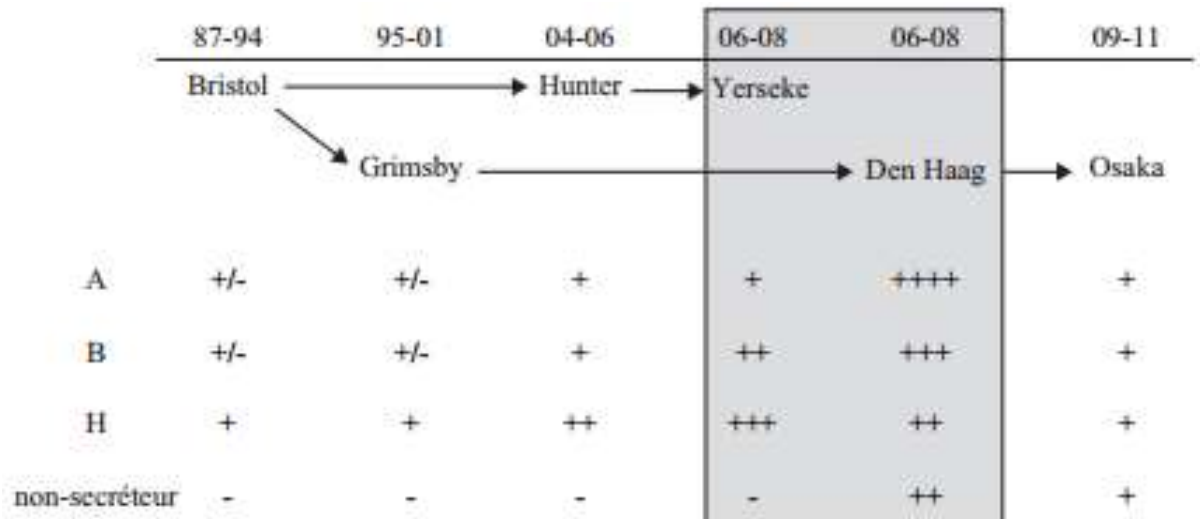 87-94 95-01 04-06 06-08 06-08 09-11
Bristol Hunter Yerseke
Grimsby Den Haag Osaka
A +/- +/- + + ++++ +
B +/- +/- + ++ +++ +
H + + ++ +++ ++ +
non-secréteur - - - - ++ +